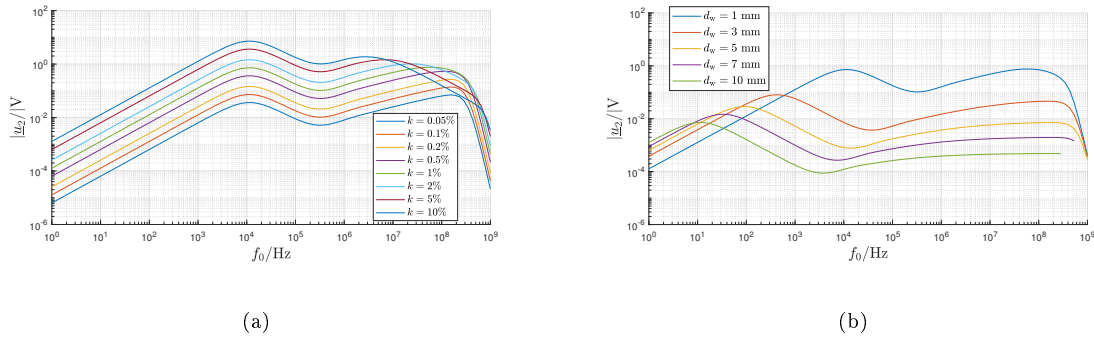 10^2
10^0
10^-2
10^-4
10^-6
|u_2/|V
k = 0.05%
k = 0.1%
k = 0.2%
k = 0.5%
k = 1%
k = 2%
k = 5%
k = 10%
10^0 10^1 10^2 10^3 10^4 10^5 10^6 10^7 10^8 10^9
f_0/Hz
(a)
10^2
10^0
10^-2
10^-4
10^-6
|u_2/|V
d_w = 1 mm
d_w = 3 mm
d_w = 5 mm
d_w = 7 mm
d_w = 10 mm
10^0 10^1 10^2 10^3 10^4 10^5 10^6 10^7 10^8 10^9
f_0/Hz
(b)